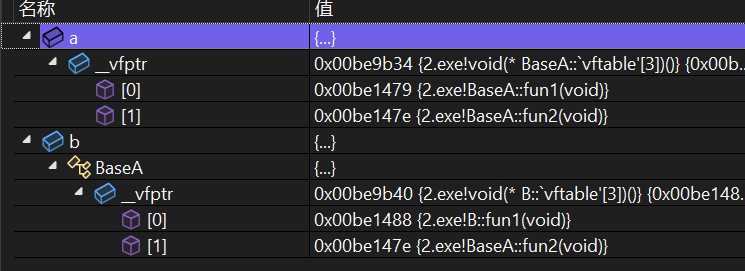 名称 值
a {...}
__vfptr 0x00be9b34 {2.exe!void(* BaseA::`vftable'[3])()} {0x00b...
[0] 0x00be1479 {2.exe!BaseA::fun1(void)}
[1] 0x00be147e {2.exe!BaseA::fun2(void)}
b {...}
BaseA {...}
__vfptr 0x00be9b40 {2.exe!void(* B::`vftable'[3])()} {0x00be148...
[0] 0x00be1488 {2.exe!B::fun1(void)}
[1] 0x00be147e {2.exe!BaseA::fun2(void)}